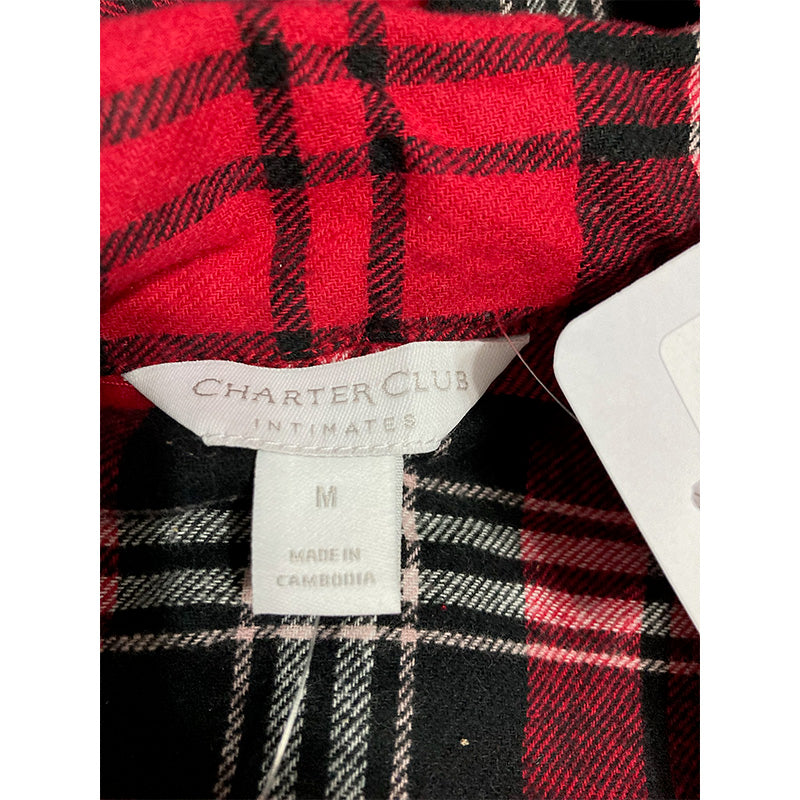 CHARTER CLUB
INTIMATES
M
MADE IN
CAMBODIA